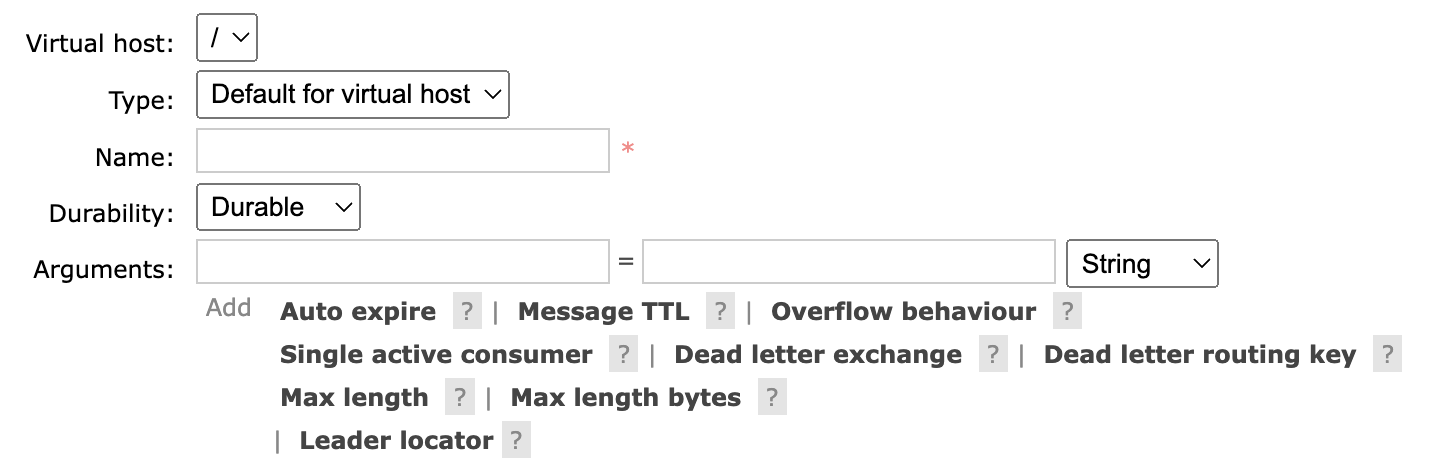 Virtual host: /
Type: Default for virtual host
Name: *
Durability: Durable
Arguments: = String
Add Auto expire ? | Message TTL ? | Overflow behaviour ?
Single active consumer ? | Dead letter exchange ? | Dead letter routing key ?
Max length ? | Max length bytes ?
| Leader locator ?